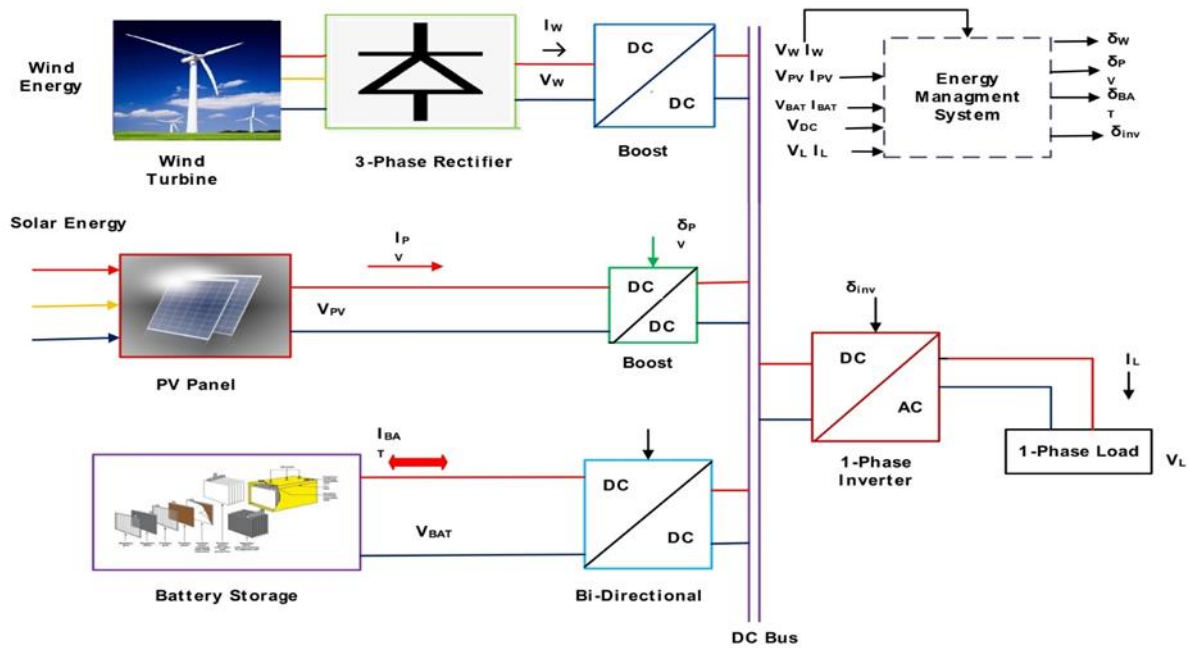 Wind
Energy
Wind
Turbine
3-Phase Rectifier
IW
VW
DC
DC
Boost
VW IW
VPV IPV
VBAT IBAT
VDC
VL IL
Energy
Managment
System
δW
δP
V
δBA
T
δinv
Solar Energy
PV Panel
IP
V
VPV
δP
V
DC
DC
Boost
δinv
DC
AC
1-Phase
Inverter
IL
1-Phase Load
VL
IBA
T
VBAT
Battery Storage
DC
DC
Bi-Directional
DC Bus